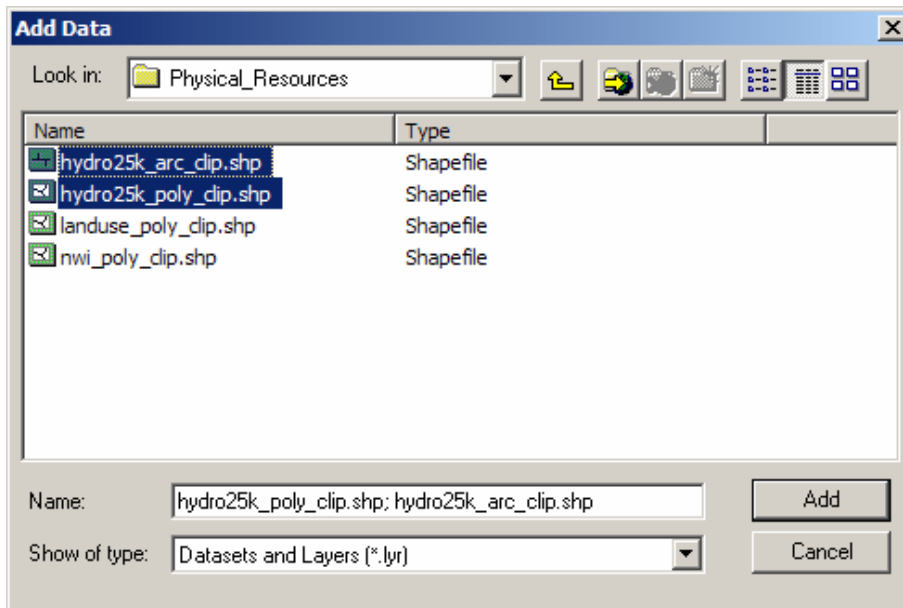 Add Data
Look in: Physical_Resources
Name Type
hydro25k_arc_clip.shp Shapefile
hydro25k_poly_clip.shp Shapefile
landuse_poly_clip.shp Shapefile
nwi_poly_clip.shp Shapefile
Name: hydro25k_poly_clip.shp; hydro25k_arc_clip.shp Add
Show of type: Datasets and Layers (*.lyr) Cancel